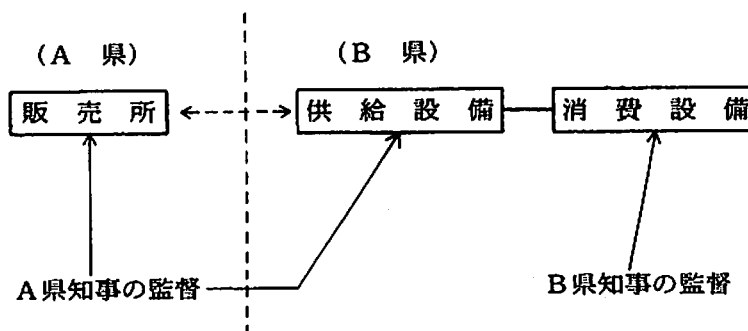 (A 県)
(B 県)
販売所
供給設備
消費設備
A県知事の監督
B県知事の監督